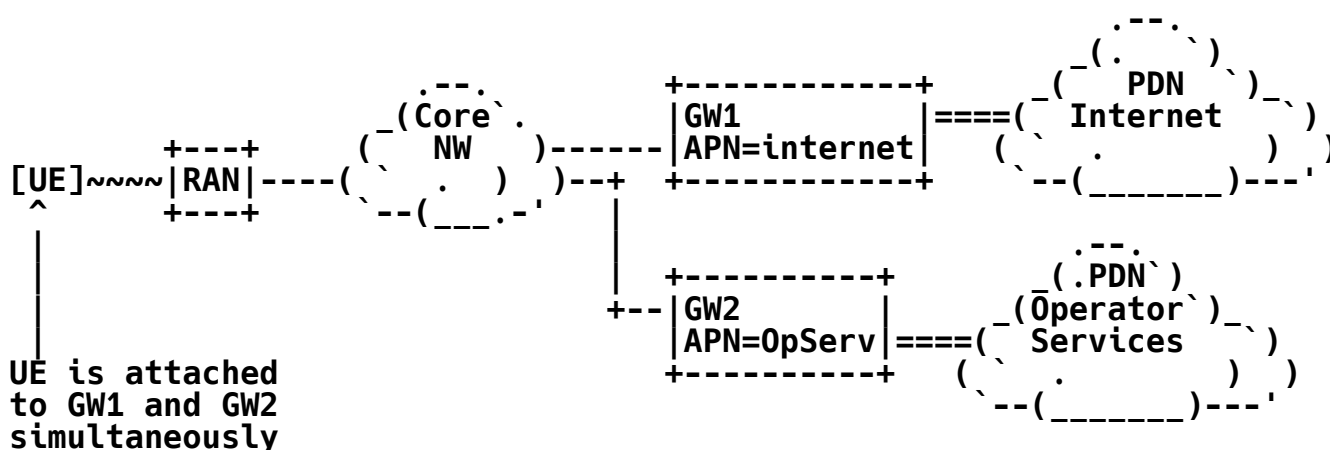 PDN
Internet
Core
NW
GW1
APN=internet
[UE]~~~~|RAN|
PDN
Operator
Services
GW2
APN=OpServ
UE is attached
to GW1 and GW2
simultaneously